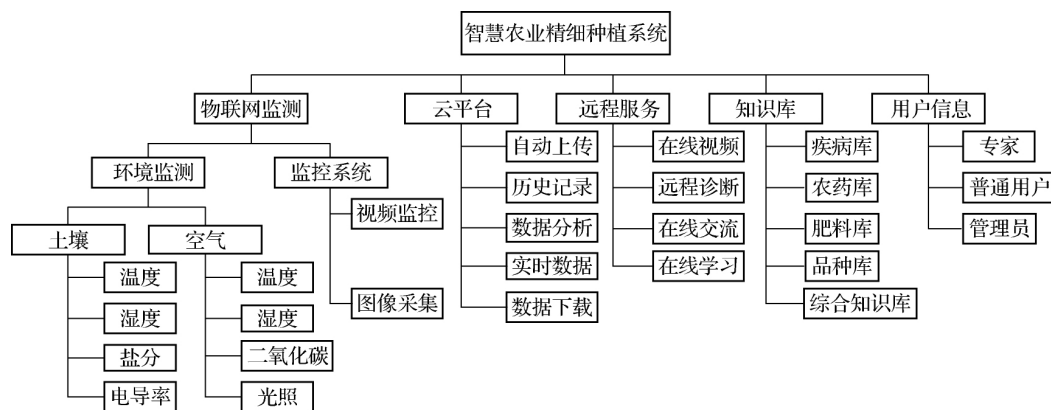 智慧农业精细种植系统
物联网监测
云平台
远程服务
知识库
用户信息
环境监测
监控系统
土壤
空气
温度
湿度
盐分
电导率
温度
湿度
二氧化碳
光照
视频监控
图像采集
自动上传
历史记录
数据分析
实时数据
数据下载
在线视频
远程诊断
在线交流
在线学习
疾病库
农药库
肥料库
品种库
综合知识库
专家
普通用户
管理员